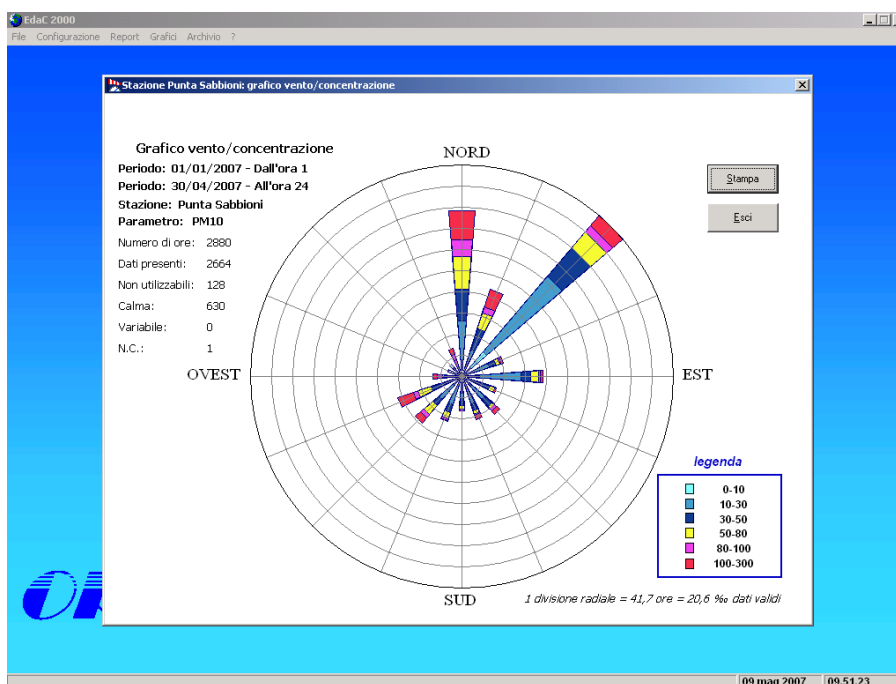 EdaC 2000
File Configurazione Report Grafici Archivio ?
Stazione Punta Sabbioni: grafico vento/concentrazione
Grafico vento/concentrazione
Periodo: 01/01/2007 - Dall'ora 1
Periodo: 30/04/2007 - All'ora 24
Stazione: Punta Sabbioni
Parametro: PM10
Numero di ore: 2880
Dati presenti: 2664
Non utilizzabili: 128
Calma: 630
Variabile: 0
N.C.: 1
NORD
OVEST
EST
SUD
Stampa
Esci
legenda
0-10
10-30
30-50
50-80
80-100
100-300
1 divisione radiale = 41,7 ore = 20,6 ‰ dati validi
09 mag 2007 09.51.23